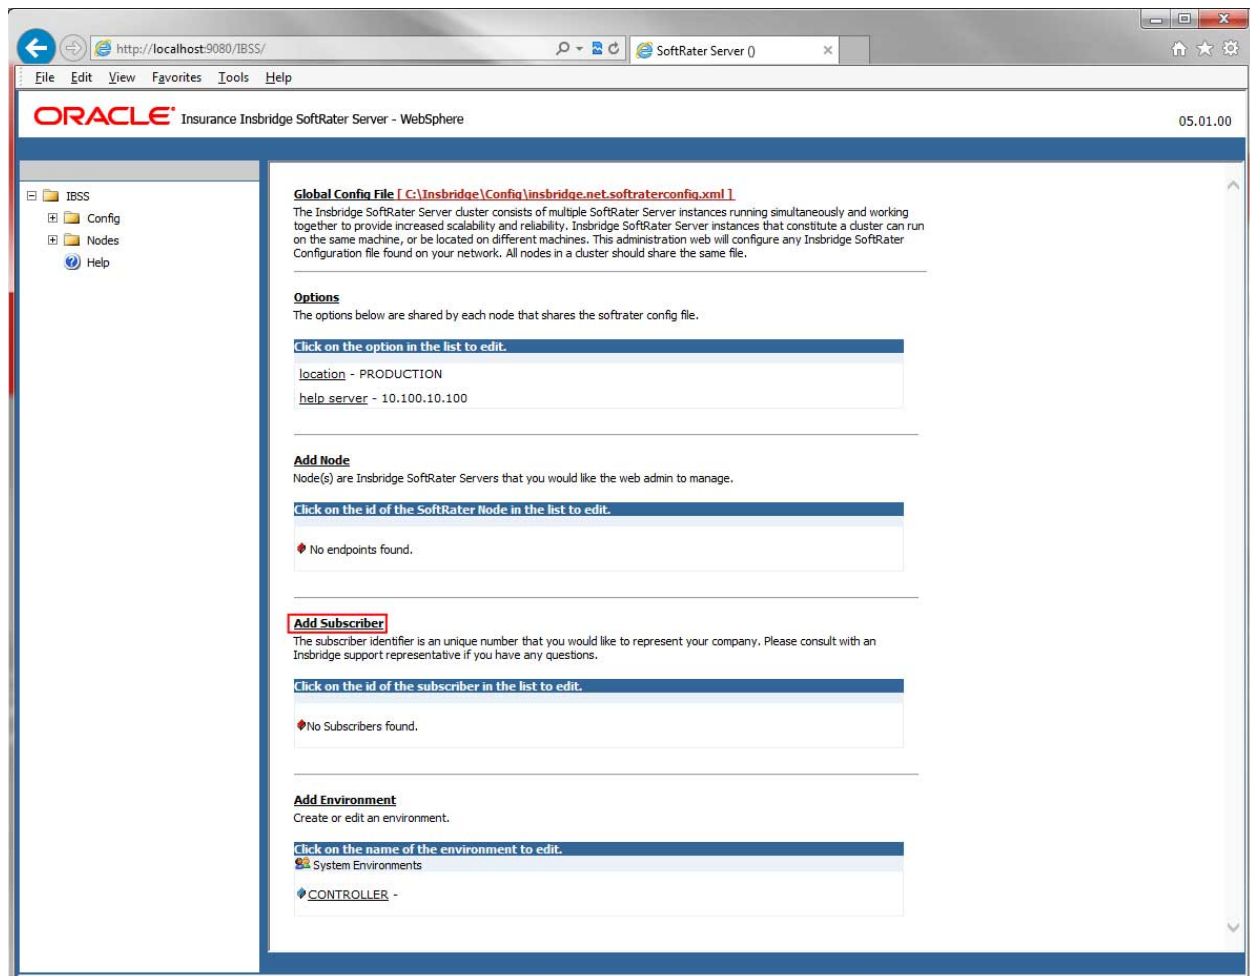 http://localhost:9080/IBSS/
SoftRater Server ()
File Edit View Favorites Tools Help
ORACLE Insurance Insbridge SoftRater Server - WebSphere
05.01.00
IBSS
Config
Nodes
Help
Global Config File [ C:\Insbridge\Config\insbridge.net.softraterconfig.xml ]
The Insbridge SoftRater Server cluster consists of multiple SoftRater Server instances running simultaneously and working
together to provide increased scalability and reliability. Insbridge SoftRater Server instances that constitute a cluster can run
on the same machine, or be located on different machines. This administration web will configure any Insbridge SoftRater
Configuration file found on your network. All nodes in a cluster should share the same file.
Options
The options below are shared by each node that shares the softrater config file.
Click on the option in the list to edit.
location - PRODUCTION
help server - 10.100.10.100
Add Node
Node(s) are Insbridge SoftRater Servers that you would like the web admin to manage.
Click on the id of the SoftRater Node in the list to edit.
No endpoints found.
Add Subscriber
The subscriber identifier is an unique number that you would like to represent your company. Please consult with an
Insbridge support representative if you have any questions.
Click on the id of the subscriber in the list to edit.
No Subscribers found.
Add Environment
Create or edit an environment.
Click on the name of the environment to edit.
System Environments
CONTROLLER -